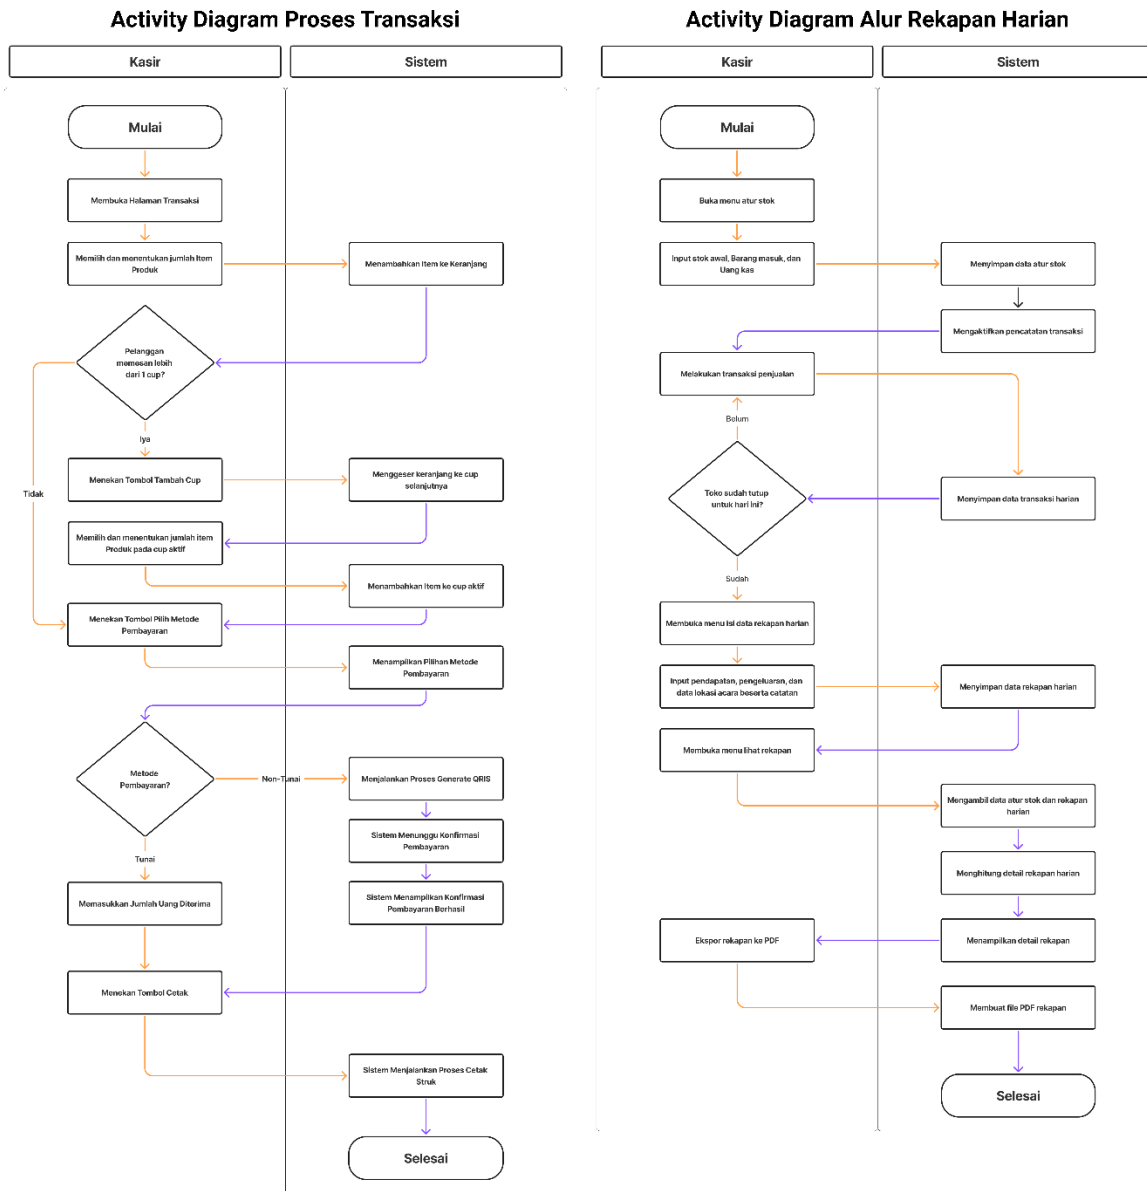 Activity Diagram Proses Transaksi
Kasir
Sistem
Mulai
Membuka Halaman Transaksi
Memilih dan menentukan jumlah Item
Produk
Menambahkan Item ke Keranjang
Pelanggan
memesan lebih
dari 1 cup?
Iya
Tidak
Menekan Tombol Tambah Cup
Menggeser keranjang ke cup
selanjutnya
Memilih dan menentukan jumlah item
Produk pada cup aktif
Menambahkan Item ke cup aktif
Menekan Tombol Pilih Metode
Pembayaran
Menampilkan Pilihan Metode
Pembayaran
Metode
Pembayaran?
Non-Tunai
Menjalankan Proses Generate QRIS
Sistem Menunggu Konfirmasi
Pembayaran
Tunai
Memasukkan Jumlah Uang Diterima
Sistem Menampilkan Konfirmasi
Pembayaran Berhasil
Menekan Tombol Cetak
Sistem Menjalankan Proses Cetak
Struk
Selesai
Activity Diagram Alur Rekapan Harian
Kasir
Sistem
Mulai
Buka menu atur stok
Input stok awal, Barang masuk, dan
Uang kas
Menyimpan data atur stok
Mengaktifkan pencatatan transaksi
Melakukan transaksi penjualan
Belum
Toko sudah tutup
untuk hari ini?
Menyimpan data transaksi harian
Sudah
Membuka menu isi data rekapan harian
Input pendapatan, pengeluaran, dan
data lokasi acara beserta catatan
Menyimpan data rekapan harian
Membuka menu lihat rekapan
Mengambil data atur stok dan rekapan
harian
Menghitung detail rekapan harian
Menampilkan detail rekapan
Ekspor rekapan ke PDF
Membuat file PDF rekapan
Selesai